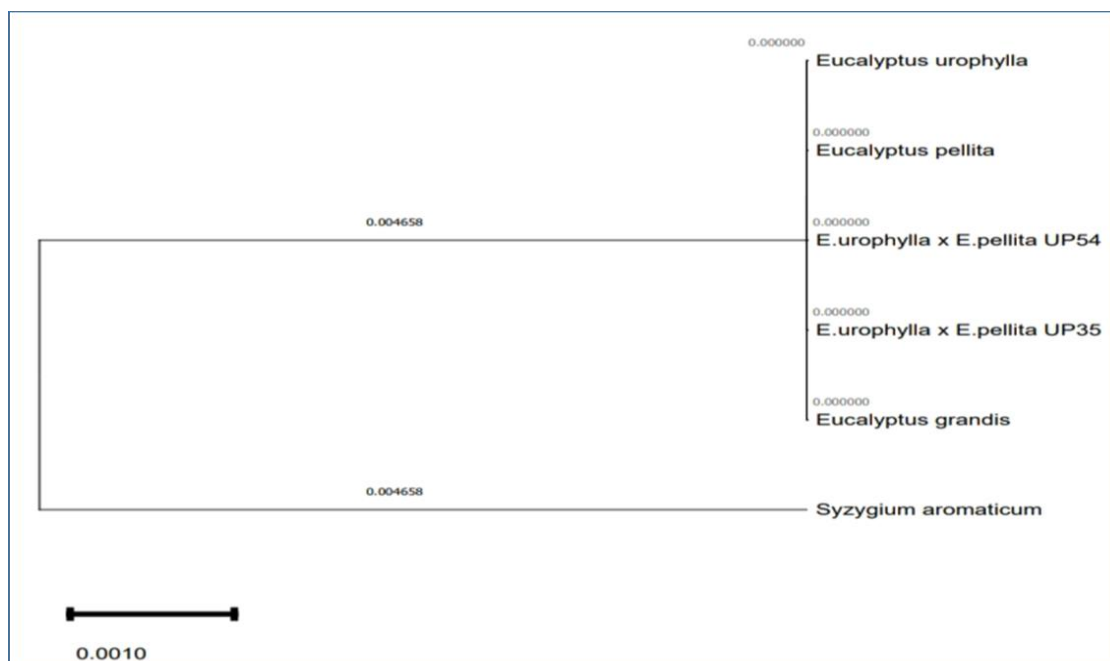 0.000000
Eucalyptus urophylla
0.000000
Eucalyptus pellita
0.004658
0.000000
E.urophylla x E.pellita UP54
0.000000
E.urophylla x E.pellita UP35
0.000000
Eucalyptus grandis
0.004658
Syzygium aromaticum
0.0010